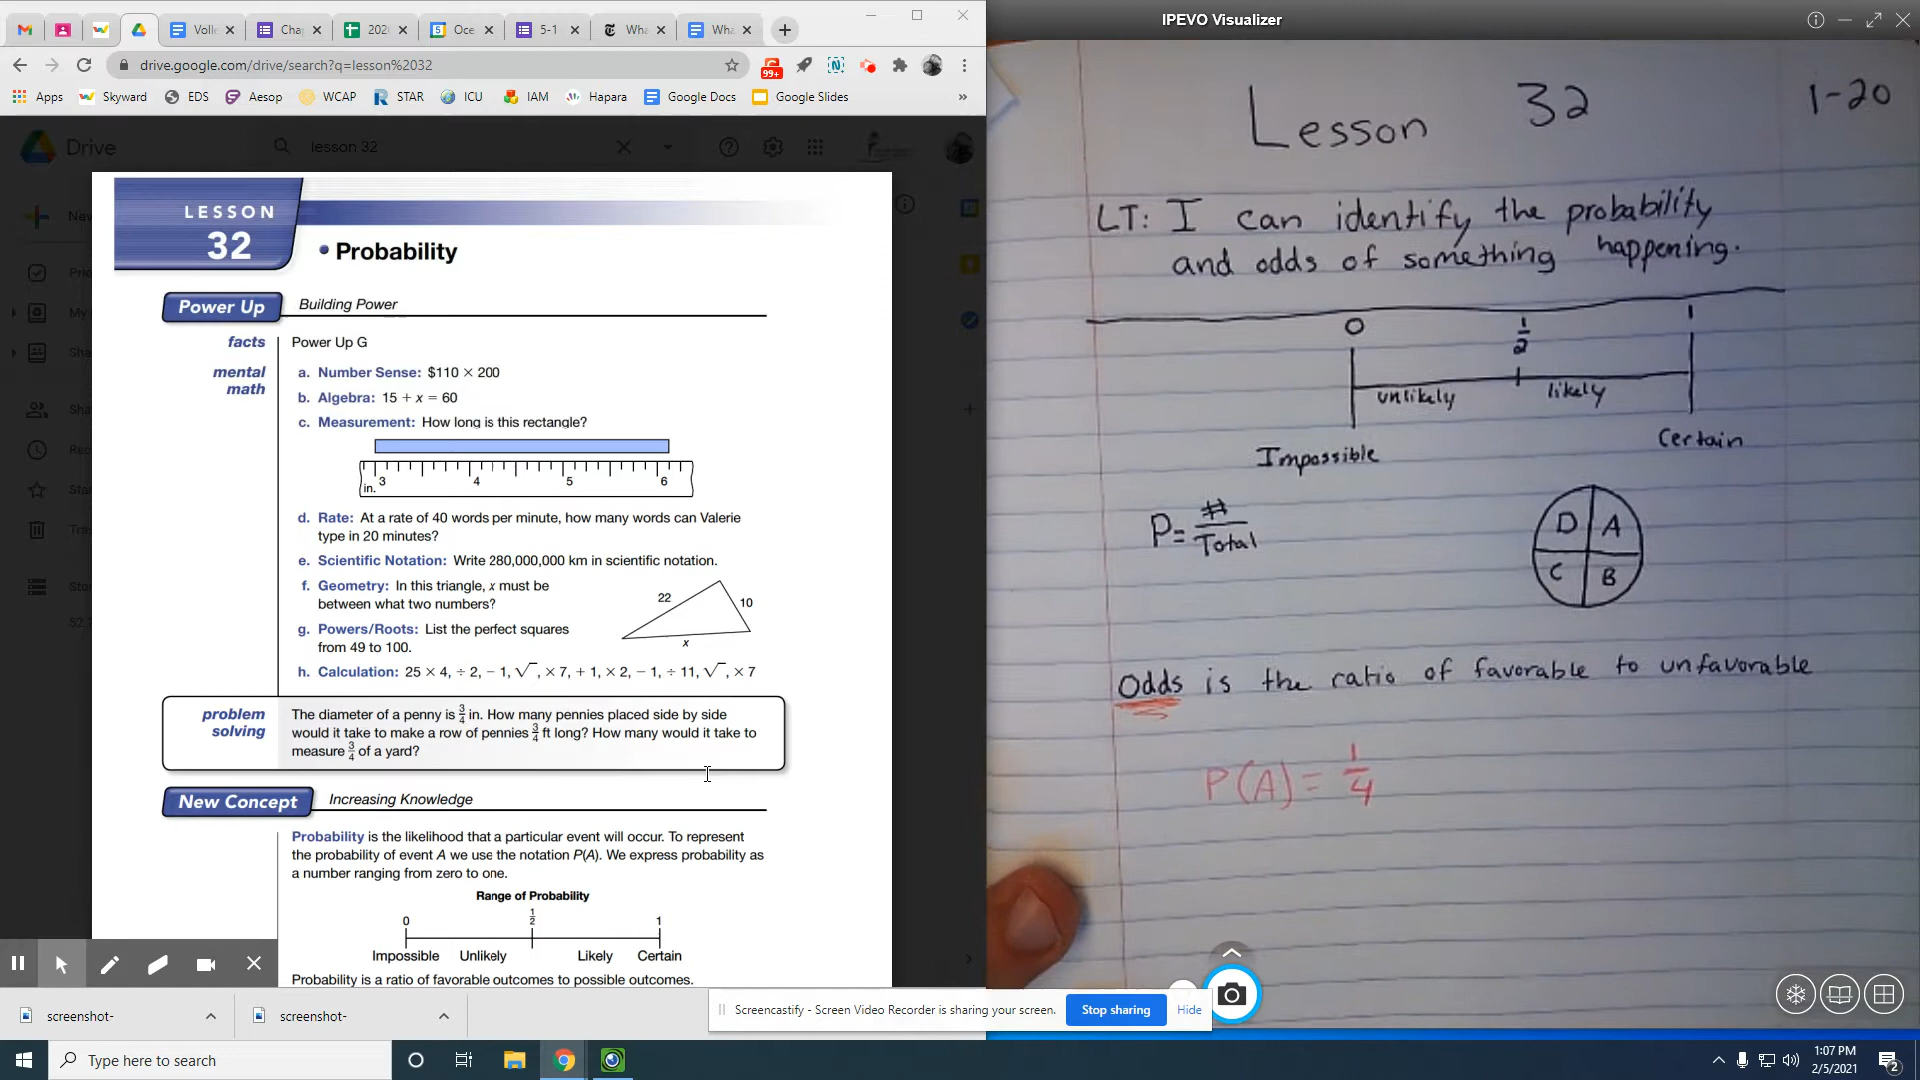 Volle
Cha
202
5
Oce
5-1
Wha
Wha
drive.google.com/drive/search?q=lesson%2032
99+
Apps
Skyward
EDS
Aesop
WCAP
STAR
ICU
IAM
Hapara
Google Docs
Google Slides
»
Drive
lesson 32
LESSON
32
• Probability
Power Up
Building Power
facts
Power Up G
mental
math
a. Number Sense: $110 × 200
b. Algebra: 15 + x = 60
c. Measurement: How long is this rectangle?
in. 3 4 5 6
d. Rate: At a rate of 40 words per minute, how many words can Valerie
type in 20 minutes?
e. Scientific Notation: Write 280,000,000 km in scientific notation.
f. Geometry: In this triangle, x must be
between what two numbers?
22
10
x
g. Powers/Roots: List the perfect squares
from 49 to 100.
h. Calculation: 25 × 4, ÷ 2, − 1, √, × 7, + 1, × 2, − 1, ÷ 11, √, × 7
problem
solving
The diameter of a penny is 3/4 in. How many pennies placed side by side
would it take to make a row of pennies 3/4 ft long? How many would it take to
measure 3/4 of a yard?
New Concept
Increasing Knowledge
Probability is the likelihood that a particular event will occur. To represent
the probability of event A we use the notation P(A). We express probability as
a number ranging from zero to one.
Range of Probability
0 1/2 1
Impossible Unlikely Likely Certain
Probability is a ratio of favorable outcomes to possible outcomes.
IPEVO Visualizer
Lesson 32 1-20
LT: I can identify the probability
and odds of something happening.
0 1/2 1
unlikely likely
Impossible Certain
P= #/Total
D A
C B
Odds is the ratio of favorable to unfavorable
P(A) = 1/4
Screencastify - Screen Video Recorder is sharing your screen.
Stop sharing
Hide
screenshot-
screenshot-
Type here to search
1:07 PM
2/5/2021
2